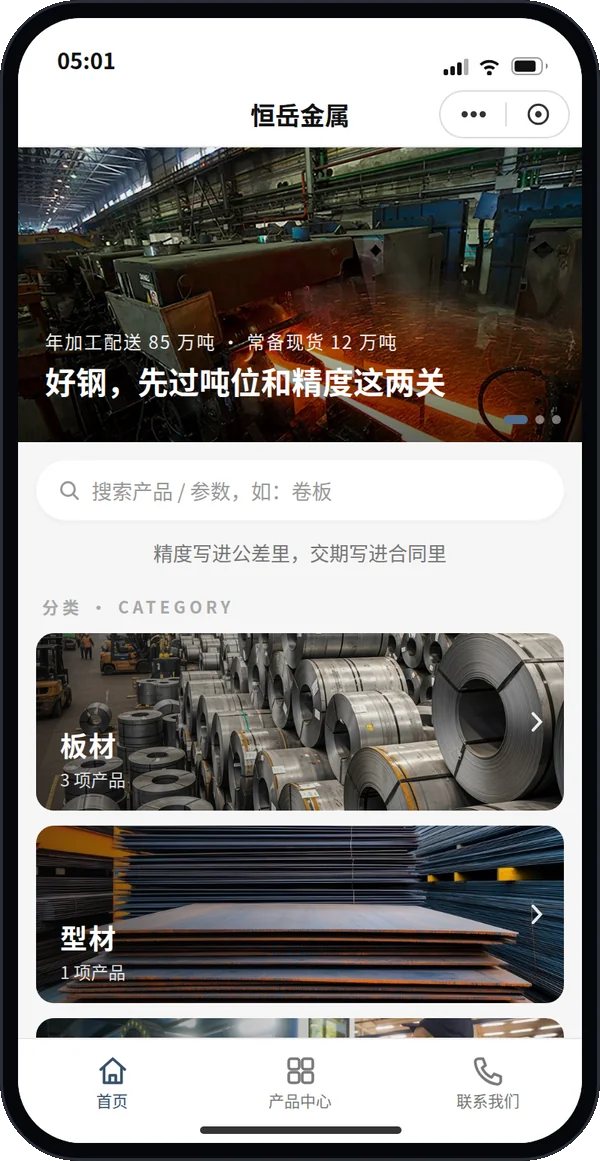 05:01
恒岳金属
年加工配送 85 万吨 · 常备现货 12 万吨
好钢，先过吨位和精度这两关
搜索产品 / 参数，如：卷板
精度写进公差里，交期写进合同里
分类 · CATEGORY
板材
3 项产品
型材
1 项产品
首页
产品中心
联系我们